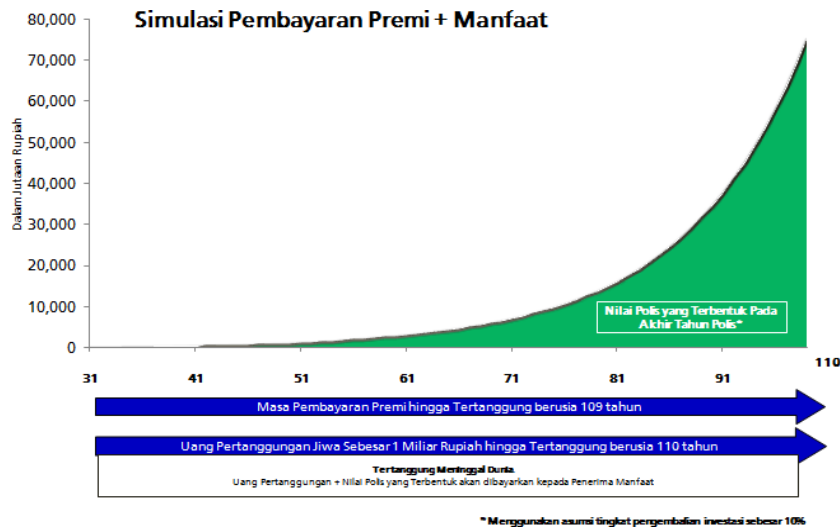 Simulasi Pembayaran Premi + Manfaat
Dalam Jutaan Rupiah
80,000
70,000
60,000
50,000
40,000
30,000
20,000
10,000
0
Nilai Polis yang Terbentuk Pada
Akhir Tahun Polis*
31 41 51 61 71 81 91 110
Masa Pembayaran Premi hingga Tertanggung berusia 109 tahun
Uang Pertanggungan Jiwa Sebesar 1 Miliar Rupiah hingga Tertanggung berusia 110 tahun
Tertanggung Meninggal Dunia
Uang Pertanggungan + Nilai Polis yang Terbentuk akan dibayarkan kepada Penerima Manfaat
* Menggunakan asumsi tingkat pengembalian investasi sebesar 10%